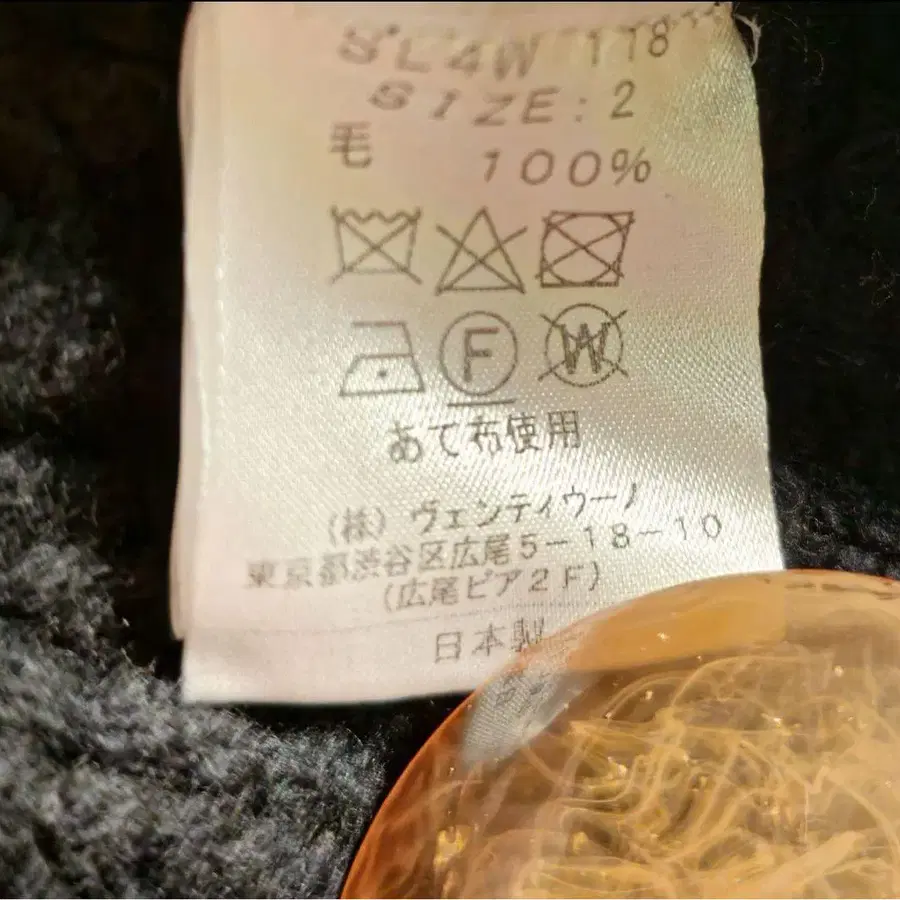 SL4W 118
SIZE:2
毛 100%
F W
あて布使用
(株)ヴェンティウーノ
東京都渋谷区広尾5-18-10
(広尾ピア2F)
日本製